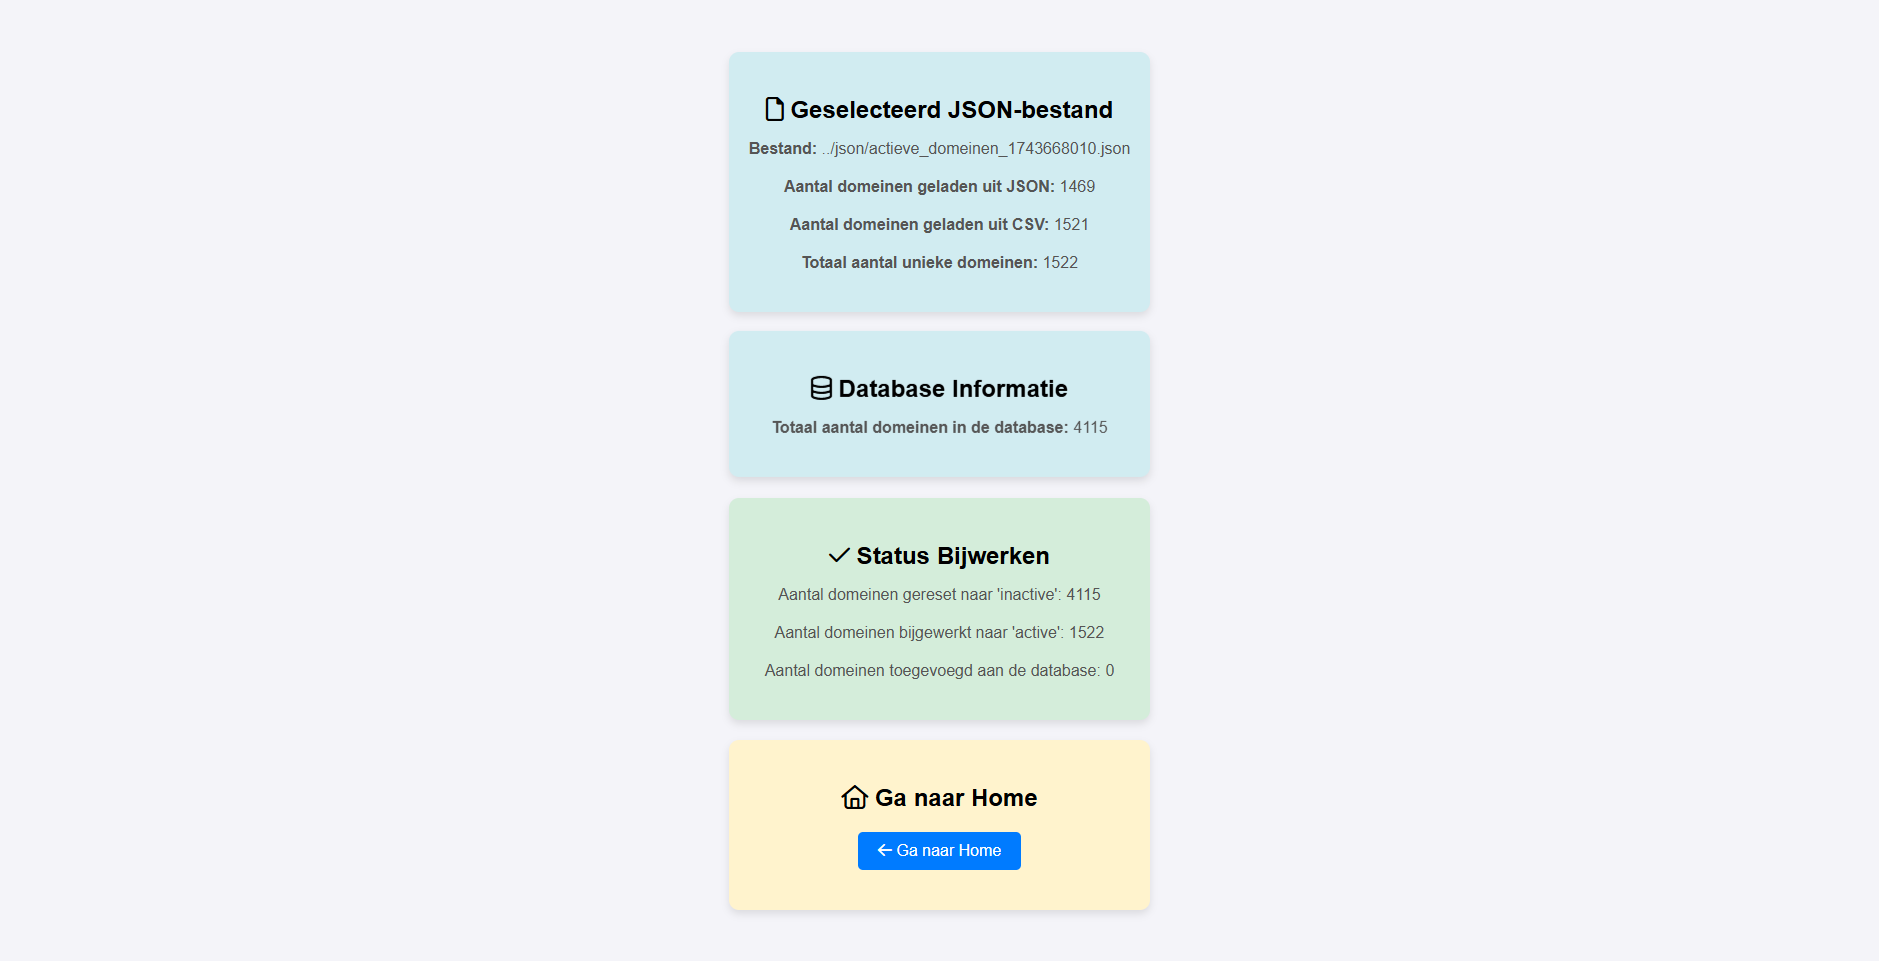 Geselecteerd JSON-bestand
Bestand: ../json/actieve_domeinen_1743668010.json
Aantal domeinen geladen uit JSON: 1469
Aantal domeinen geladen uit CSV: 1521
Totaal aantal unieke domeinen: 1522
Database Informatie
Totaal aantal domeinen in de database: 4115
Status Bijwerken
Aantal domeinen gereset naar 'inactive': 4115
Aantal domeinen bijgewerkt naar 'active': 1522
Aantal domeinen toegevoegd aan de database: 0
Ga naar Home
← Ga naar Home